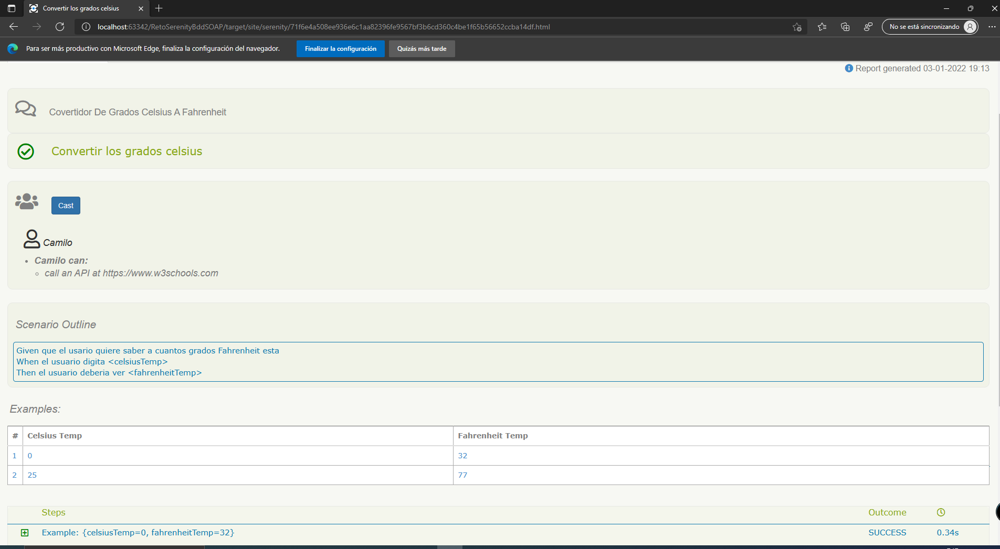 Convertir los grados celsius
localhost:63342/RetoSerenityBddSOAP/target/site/serenity/71f6e4a508ee936e6c1aa82396fe9567bf3b6cd360c4be1f65b56652ccba14df.html
No se está sincronizando
Para ser más productivo con Microsoft Edge, finaliza la configuración del navegador.
Finalizar la configuración
Quizás más tarde
Report generated 03-01-2022 19:13
Covertidor De Grados Celsius A Fahrenheit
Convertir los grados celsius
Cast
Camilo
Camilo can:
call an API at https://www.w3schools.com
Scenario Outline
Given que el usario quiere saber a cuantos grados Fahrenheit esta
When el usuario digita <celsiusTemp>
Then el usuario deberia ver <fahrenheitTemp>
Examples:
# Celsius Temp Fahrenheit Temp
1 0 32
2 25 77
Steps Outcome
Example: {celsiusTemp=0, fahrenheitTemp=32} SUCCESS 0.34s